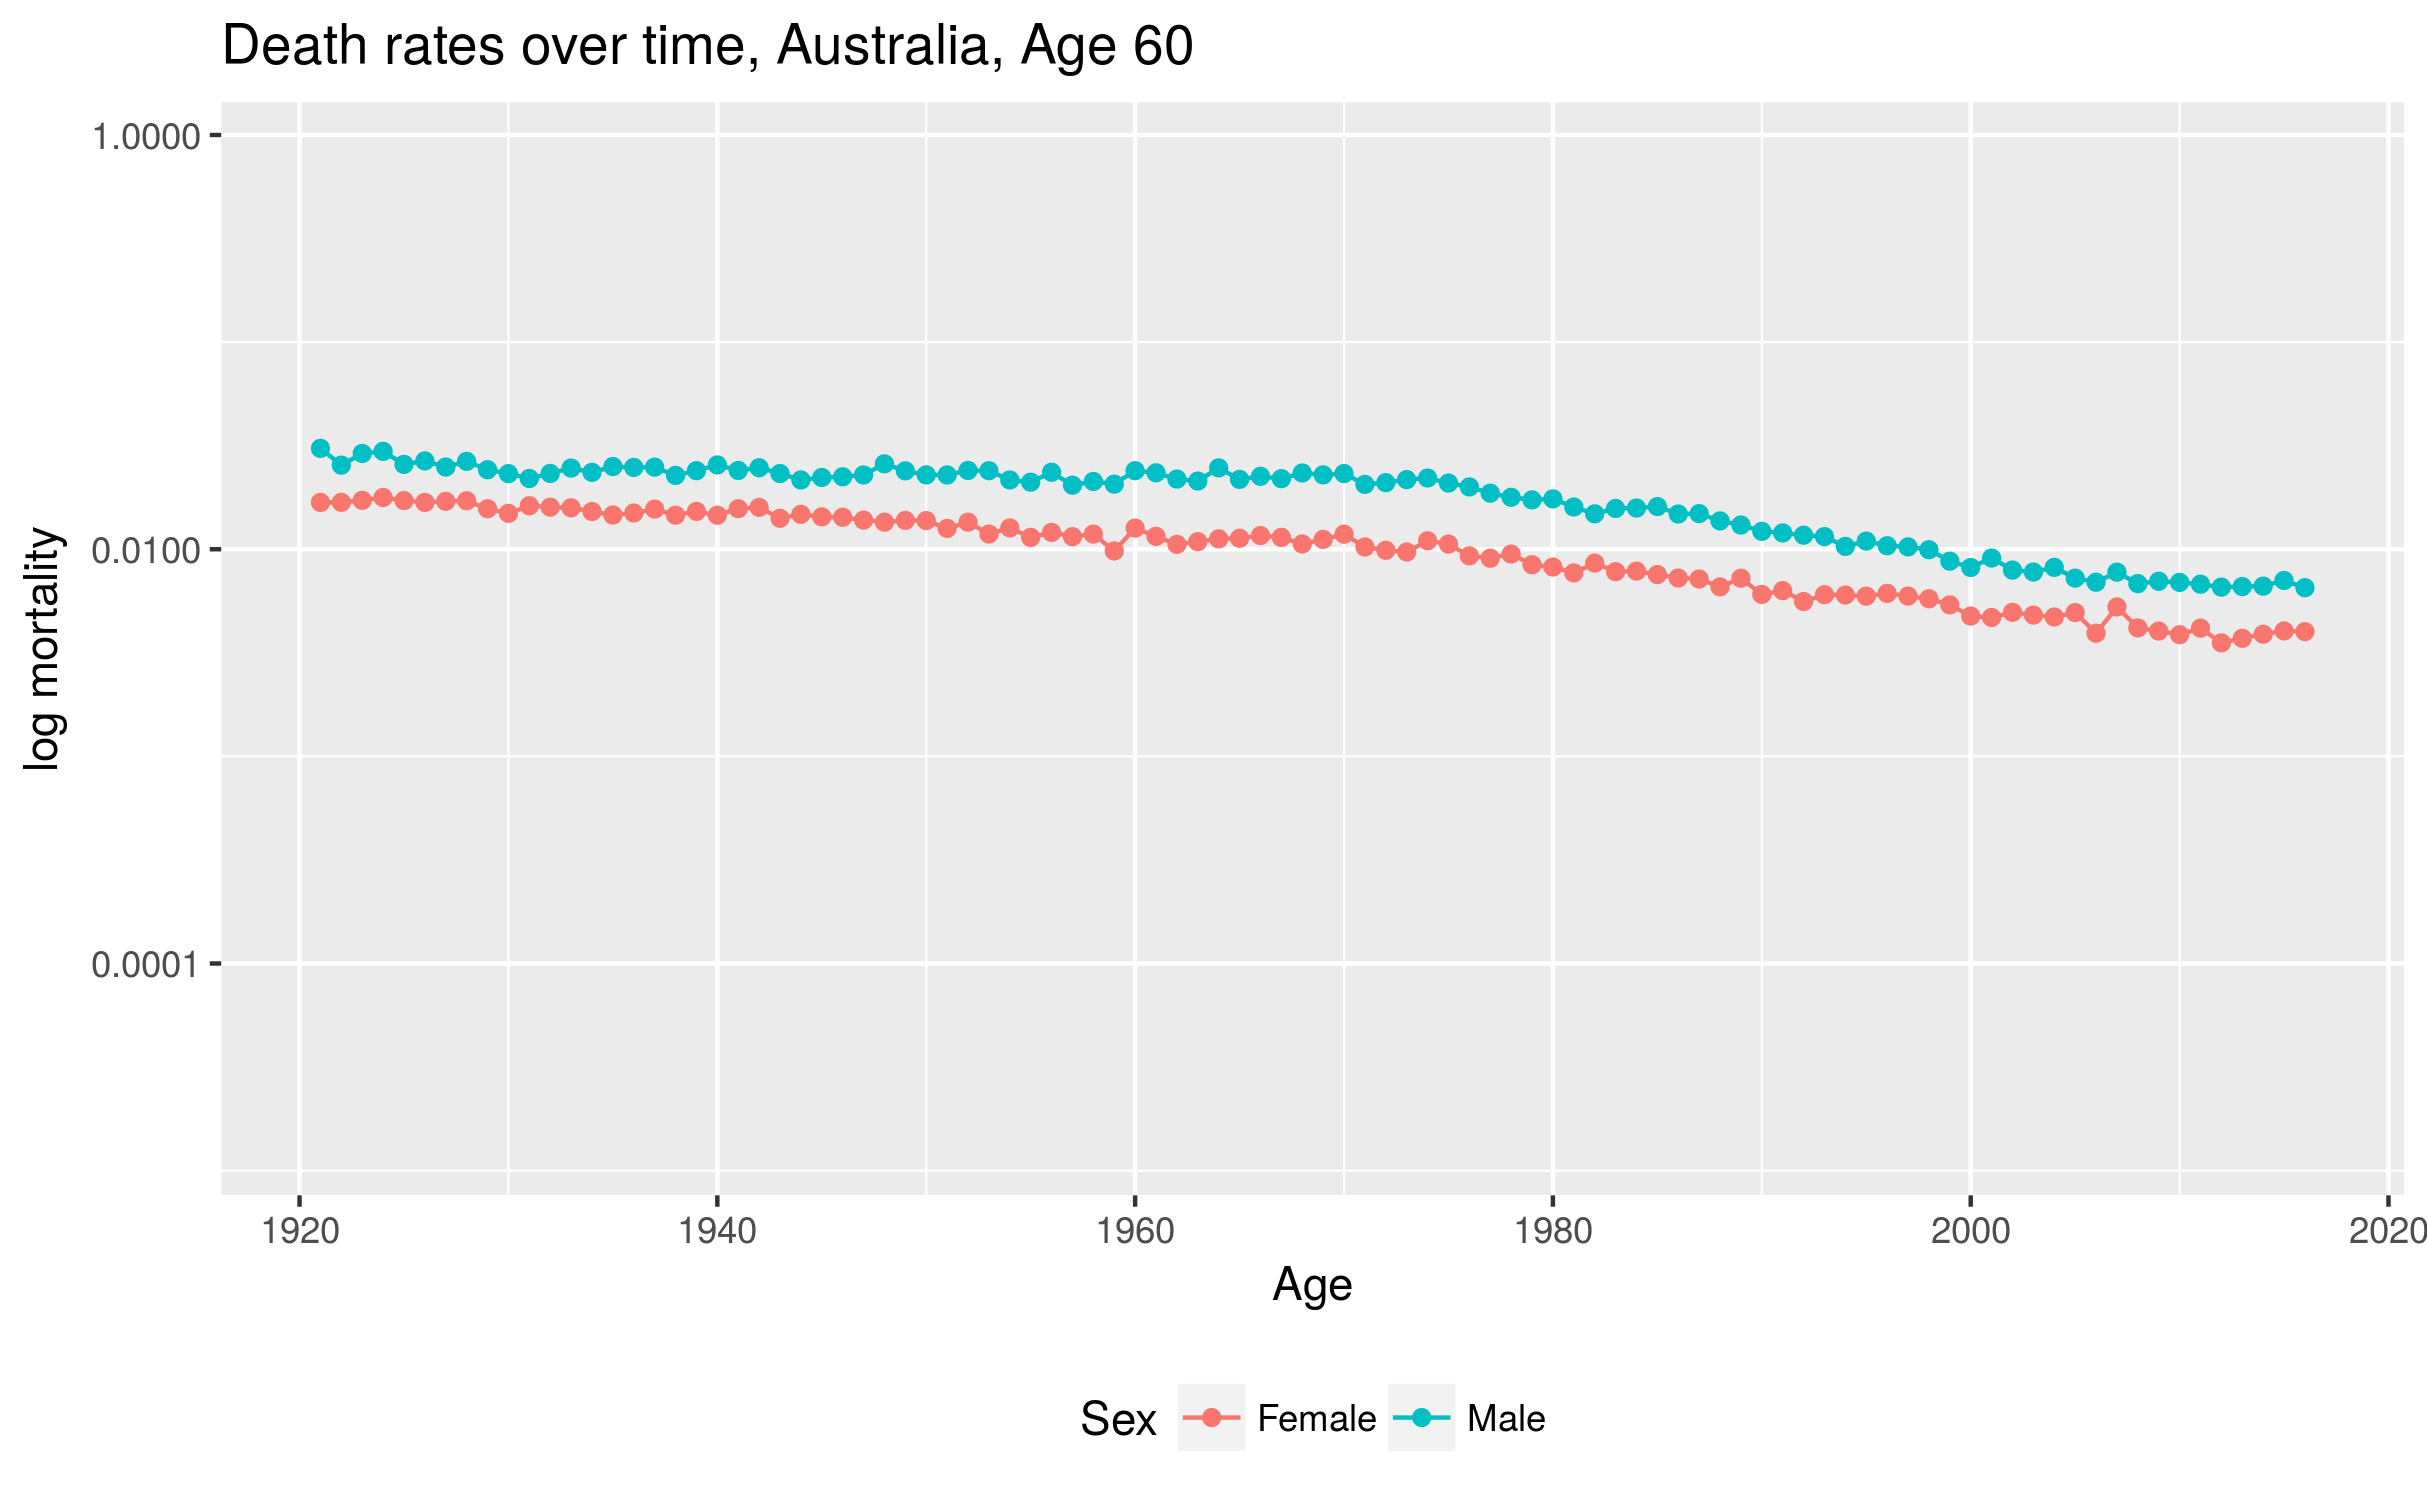 Death rates over time, Australia, Age 60
1.0000
0.0100
0.0001
log mortality
1920 1940 1960 1980 2000 2020
Age
Sex Female Male